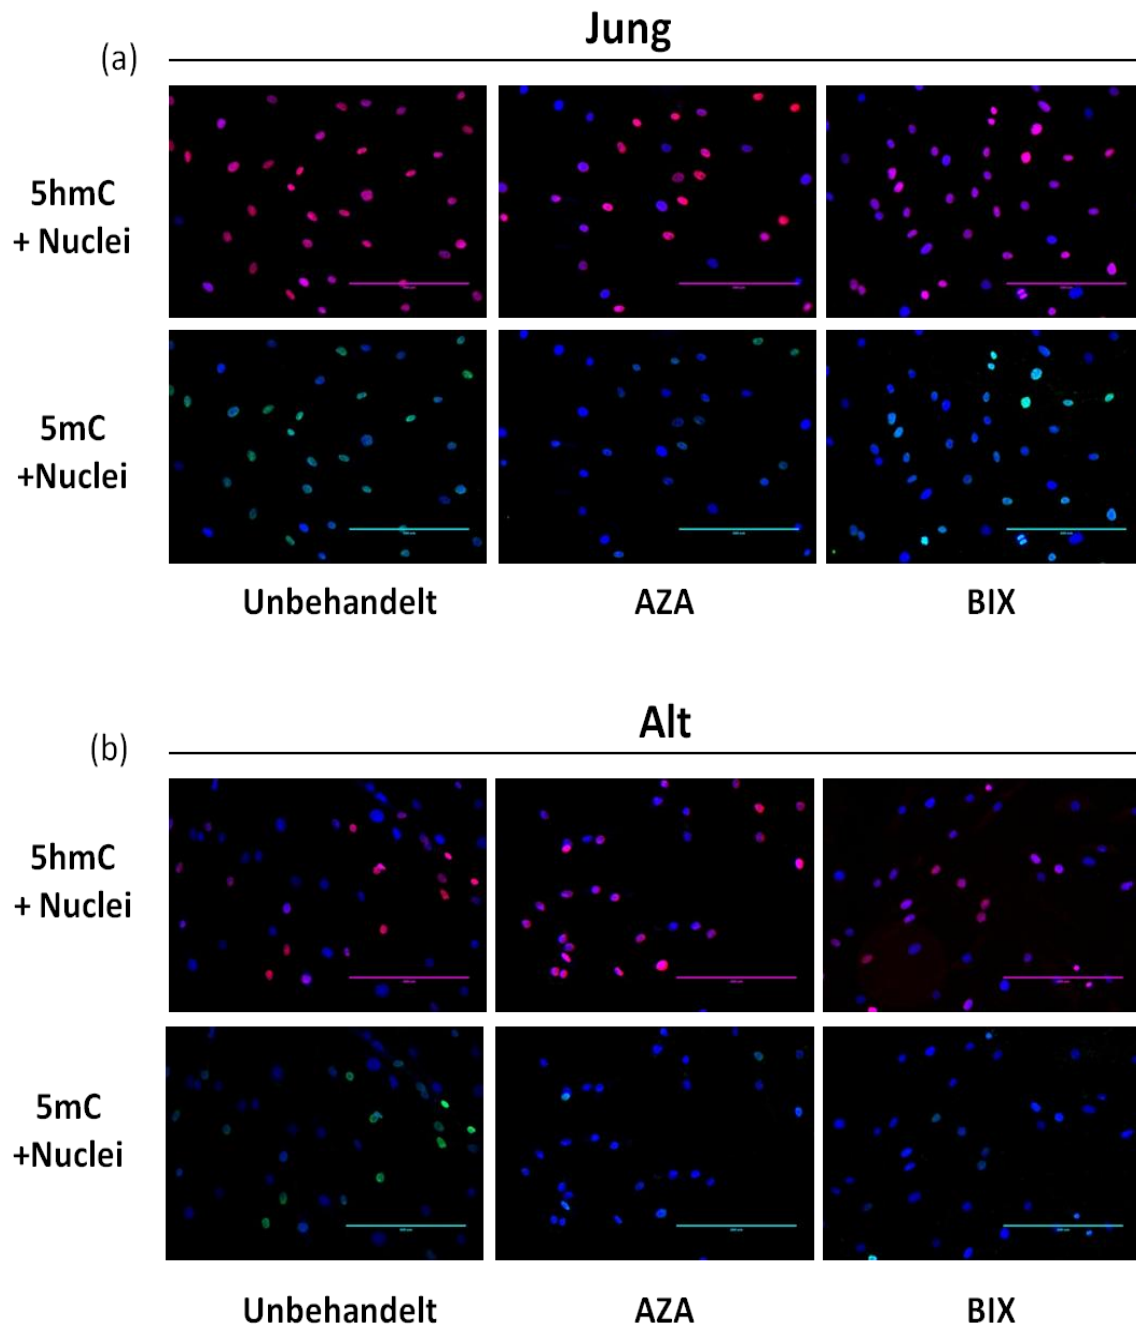 Jung
(a)
5hmC
+ Nuclei
5mC
+Nuclei
Unbehandelt AZA BIX
Alt
(b)
5hmC
+ Nuclei
5mC
+Nuclei
Unbehandelt AZA BIX